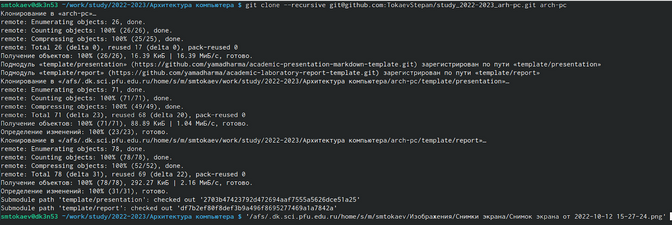 smtokaev@dk3n53 ~/work/study/2022-2023/Архитектура компьютера $ git clone --recursive git@github.com:TokaevStepan/study_2022-2023_arh-pc.git arch-pc
Клонирование в «arch-pc»…
remote: Enumerating objects: 26, done.
remote: Counting objects: 100% (26/26), done.
remote: Compressing objects: 100% (25/25), done.
remote: Total 26 (delta 0), reused 17 (delta 0), pack-reused 0
Получение объектов: 100% (26/26), 16.39 КиБ | 16.39 МиБ/с, готово.
Подмодуль «template/presentation» (https://github.com/yamadharma/academic-presentation-markdown-template.git) зарегистрирован по пути «template/presentation»
Подмодуль «template/report» (https://github.com/yamadharma/academic-laboratory-report-template.git) зарегистрирован по пути «template/report»
Клонирование в «/afs/.dk.sci.pfu.edu.ru/home/s/m/smtokaev/work/study/2022-2023/Архитектура компьютера/arch-pc/template/presentation»…
remote: Enumerating objects: 71, done.
remote: Counting objects: 100% (71/71), done.
remote: Compressing objects: 100% (49/49), done.
remote: Total 71 (delta 23), reused 68 (delta 20), pack-reused 0
Получение объектов: 100% (71/71), 88.89 КиБ | 1.04 МиБ/с, готово.
Определение изменений: 100% (23/23), готово.
Клонирование в «/afs/.dk.sci.pfu.edu.ru/home/s/m/smtokaev/work/study/2022-2023/Архитектура компьютера/arch-pc/template/report»…
remote: Enumerating objects: 78, done.
remote: Counting objects: 100% (78/78), done.
remote: Compressing objects: 100% (52/52), done.
remote: Total 78 (delta 31), reused 69 (delta 22), pack-reused 0
Получение объектов: 100% (78/78), 292.27 КиБ | 2.16 МиБ/с, готово.
Определение изменений: 100% (31/31), готово.
Submodule path 'template/presentation': checked out '2703b47423792d472694aaf7555a5626dce51a25'
Submodule path 'template/report': checked out 'df7b2ef80f8def3b9a496f8695277469a1a7842a'
smtokaev@dk3n53 ~/work/study/2022-2023/Архитектура компьютера $ '/afs/.dk.sci.pfu.edu.ru/home/s/m/smtokaev/Изображения/Снимки экрана/Снимок экрана от 2022-10-12 15-27-24.png'